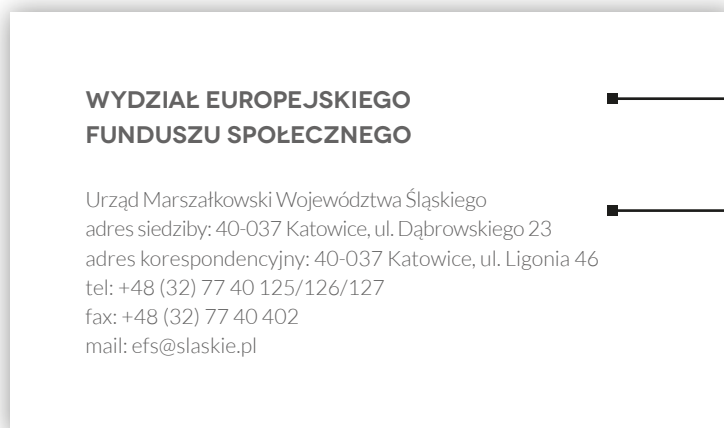 WYDZIAŁ EUROPEJSKIEGO
FUNDUSZU SPOŁECZNEGO
Urząd Marszałkowski Województwa Śląskiego
adres siedziby: 40-037 Katowice, ul. Dąbrowskiego 23
adres korespondencyjny: 40-037 Katowice, ul. Ligonia 46
tel: +48 (32) 77 40 125/126/127
fax: +48 (32) 77 40 402
mail: efs@slaskie.pl